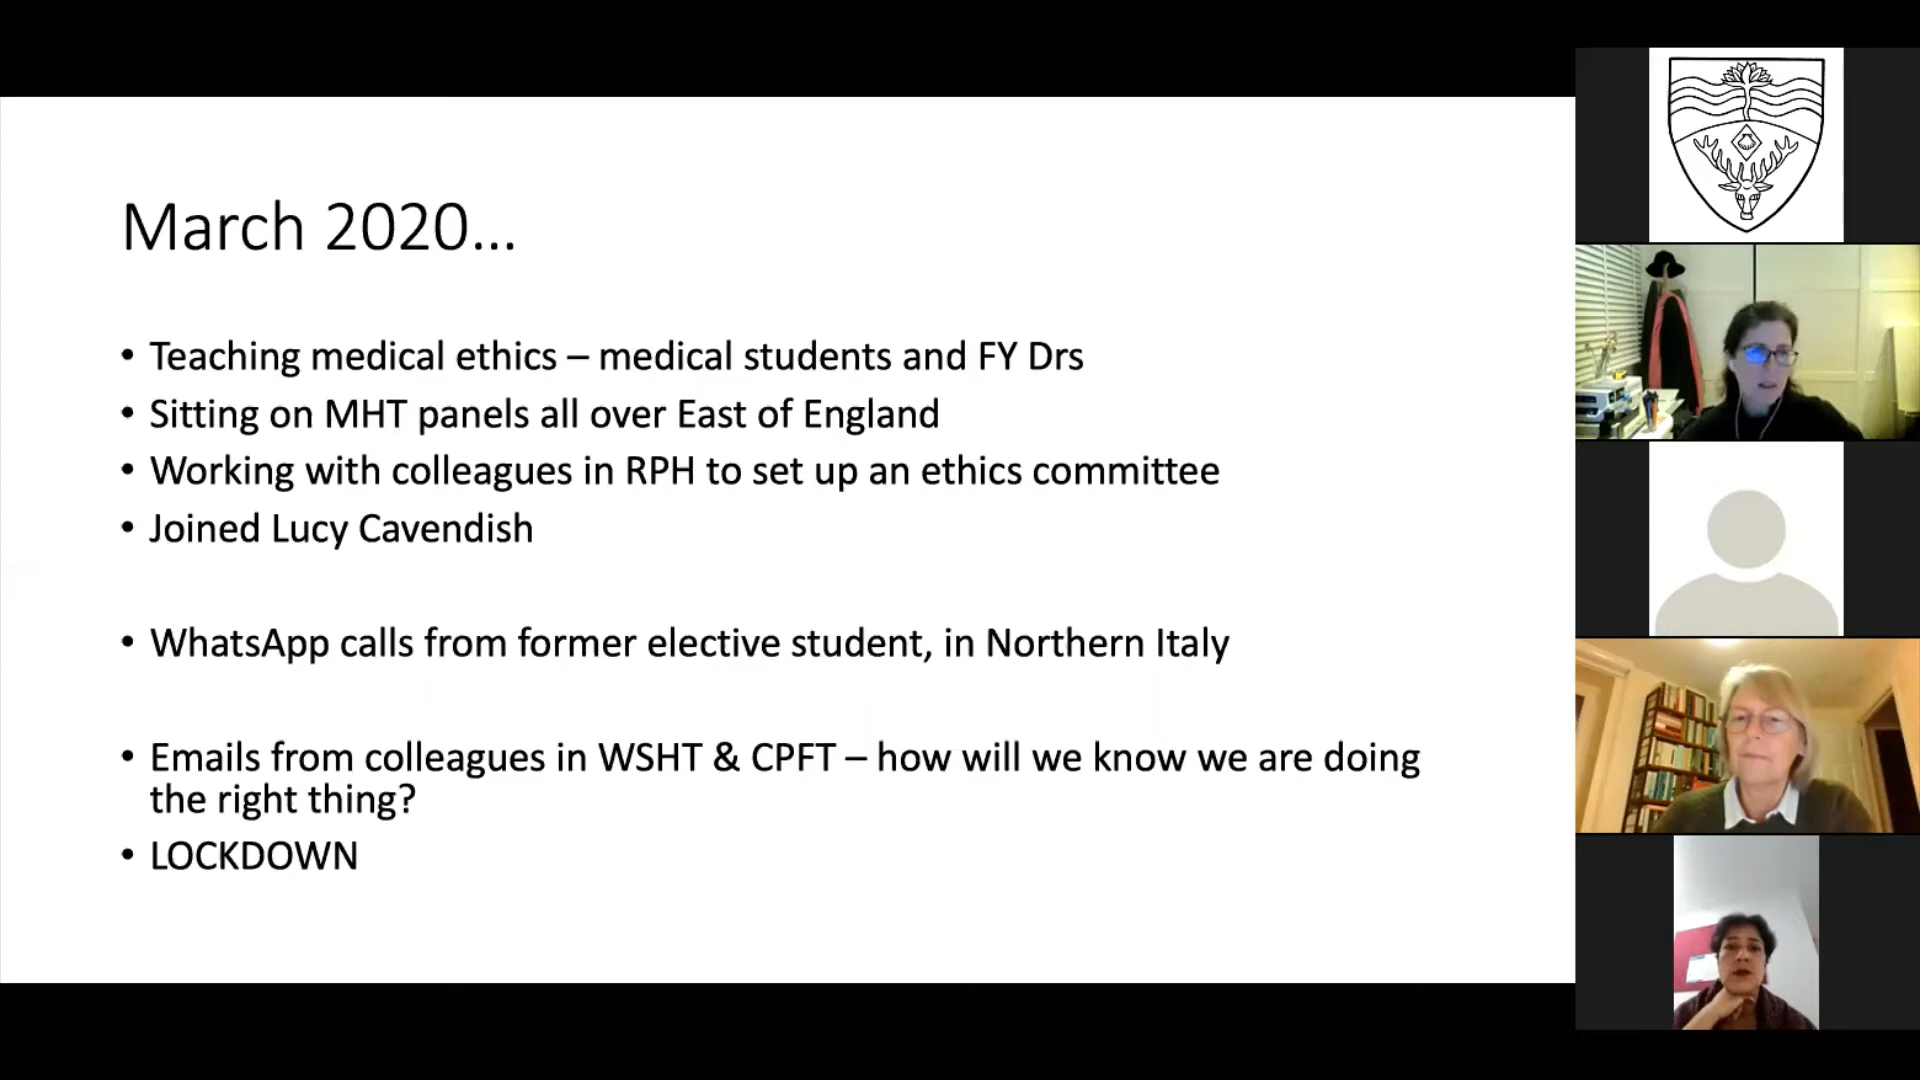 March 2020...
• Teaching medical ethics – medical students and FY Drs
• Sitting on MHT panels all over East of England
• Working with colleagues in RPH to set up an ethics committee
• Joined Lucy Cavendish
• WhatsApp calls from former elective student, in Northern Italy
• Emails from colleagues in WSHT & CPFT – how will we know we are doing
the right thing?
• LOCKDOWN